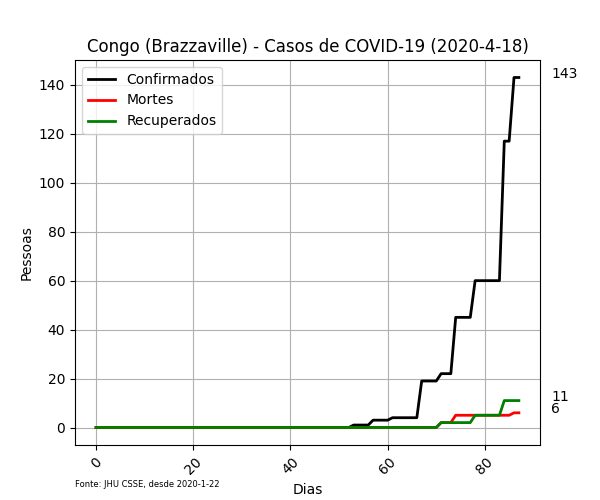 Congo (Brazzaville) - Casos de COVID-19 (2020-4-18)
Confirmados
Mortes
Recuperados
143
11
6
140
120
100
80
60
40
20
0
Pessoas
0
20
40
60
80
Dias
Fonte: JHU CSSE, desde 2020-1-22